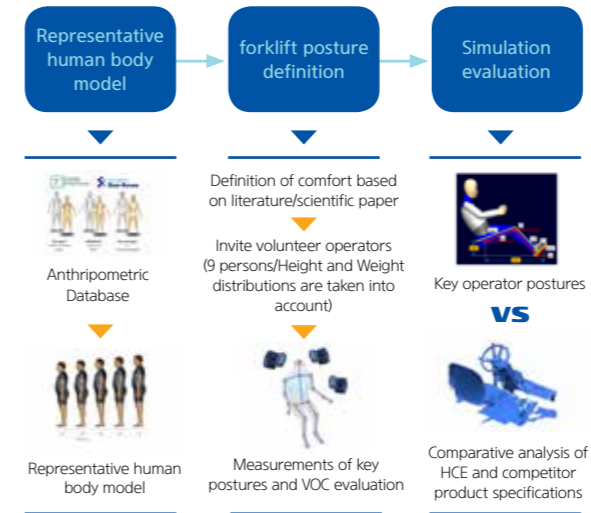 Representative
human body
model
forklift posture
definition
Simulation
evaluation
Anthripometric
Database
Representative human
body model
Definition of comfort based
on literature/scientific paper
Invite volunteer operators
(9 persons/Height and Weight
distributions are taken into
account)
Measurements of key
postures and VOC evaluation
Key operator postures
VS
Comparative analysis of
HCE and competitor
product specifications